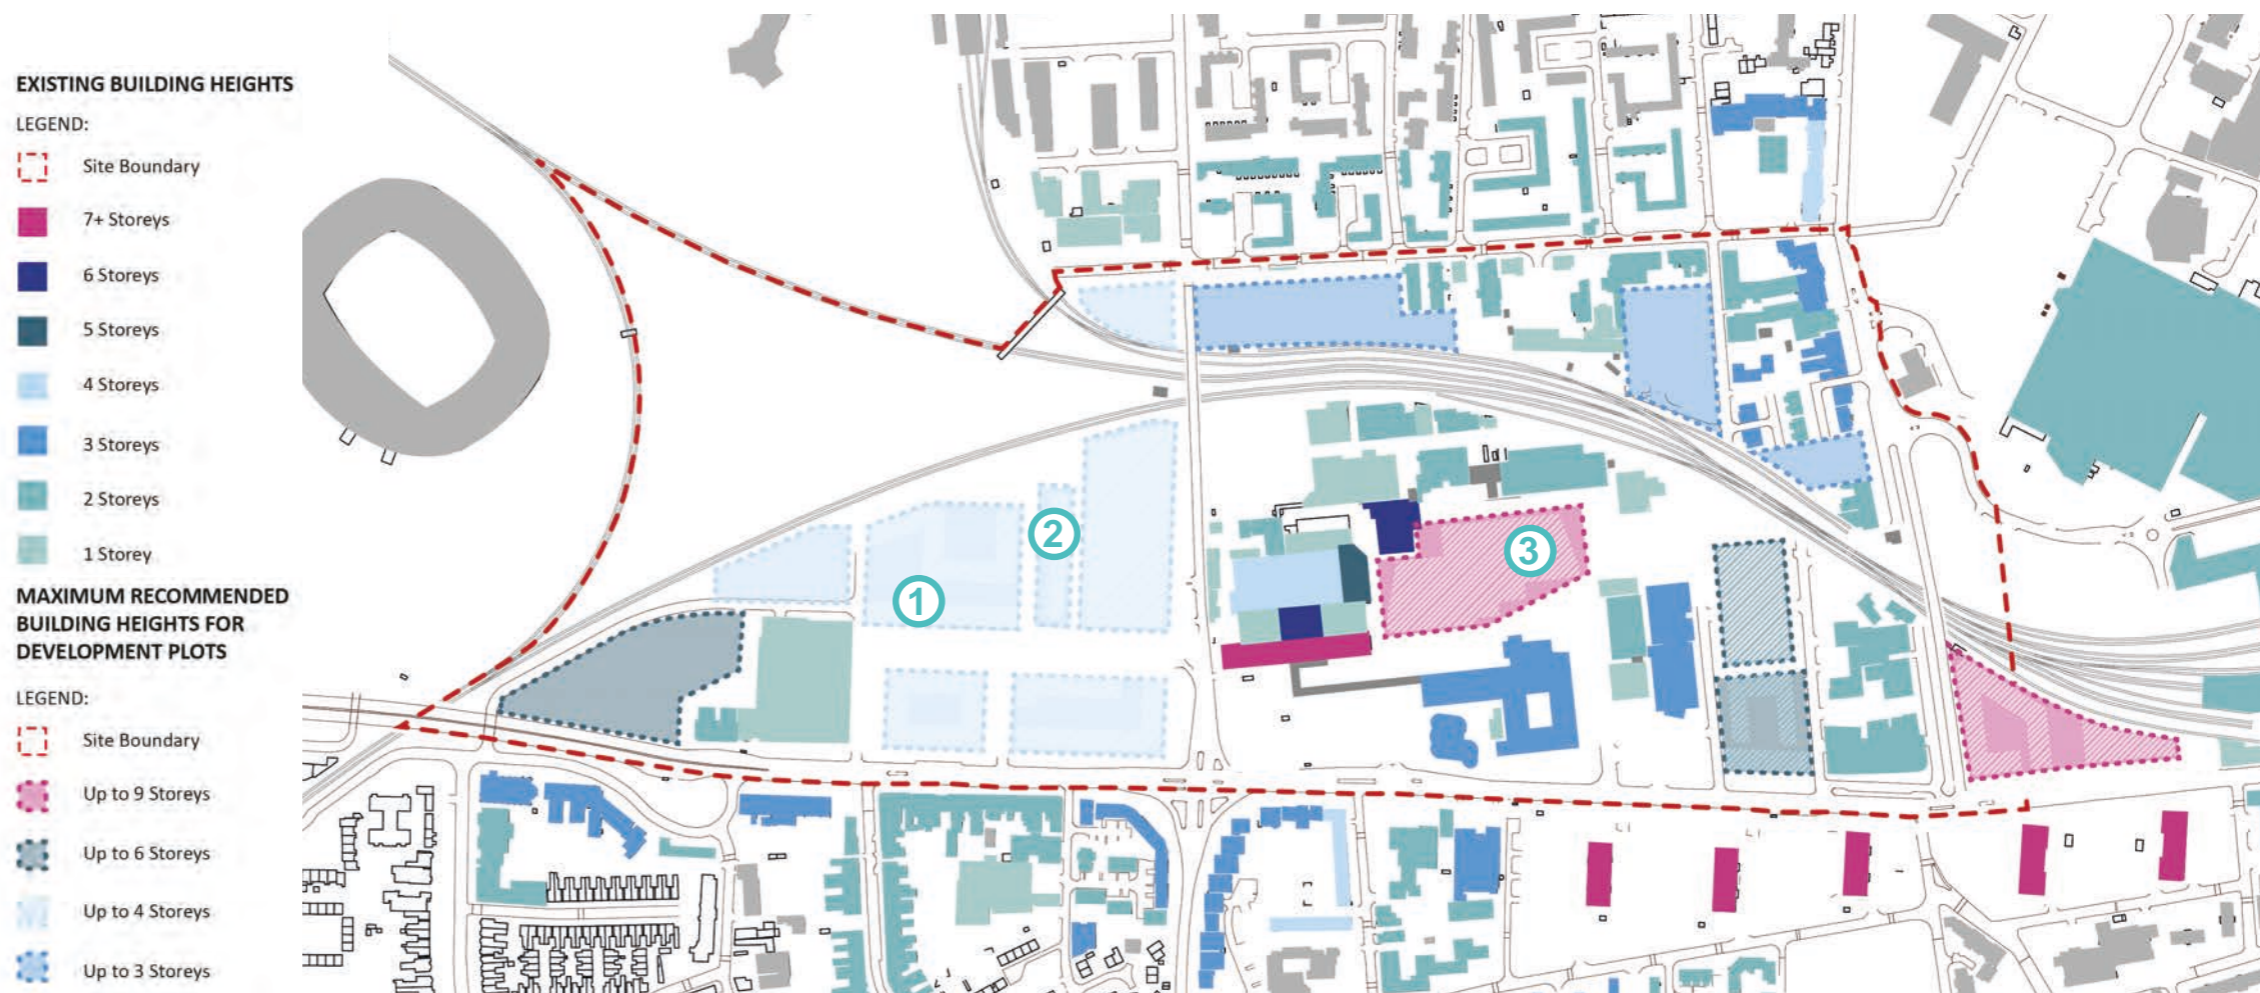 EXISTING BUILDING HEIGHTS
LEGEND:
Site Boundary
7+ Storeys
6 Storeys
5 Storeys
4 Storeys
3 Storeys
2 Storeys
1 Storey
MAXIMUM RECOMMENDED
BUILDING HEIGHTS FOR
DEVELOPMENT PLOTS
LEGEND:
Site Boundary
Up to 9 Storeys
Up to 6 Storeys
Up to 4 Storeys
Up to 3 Storeys
1
2
3